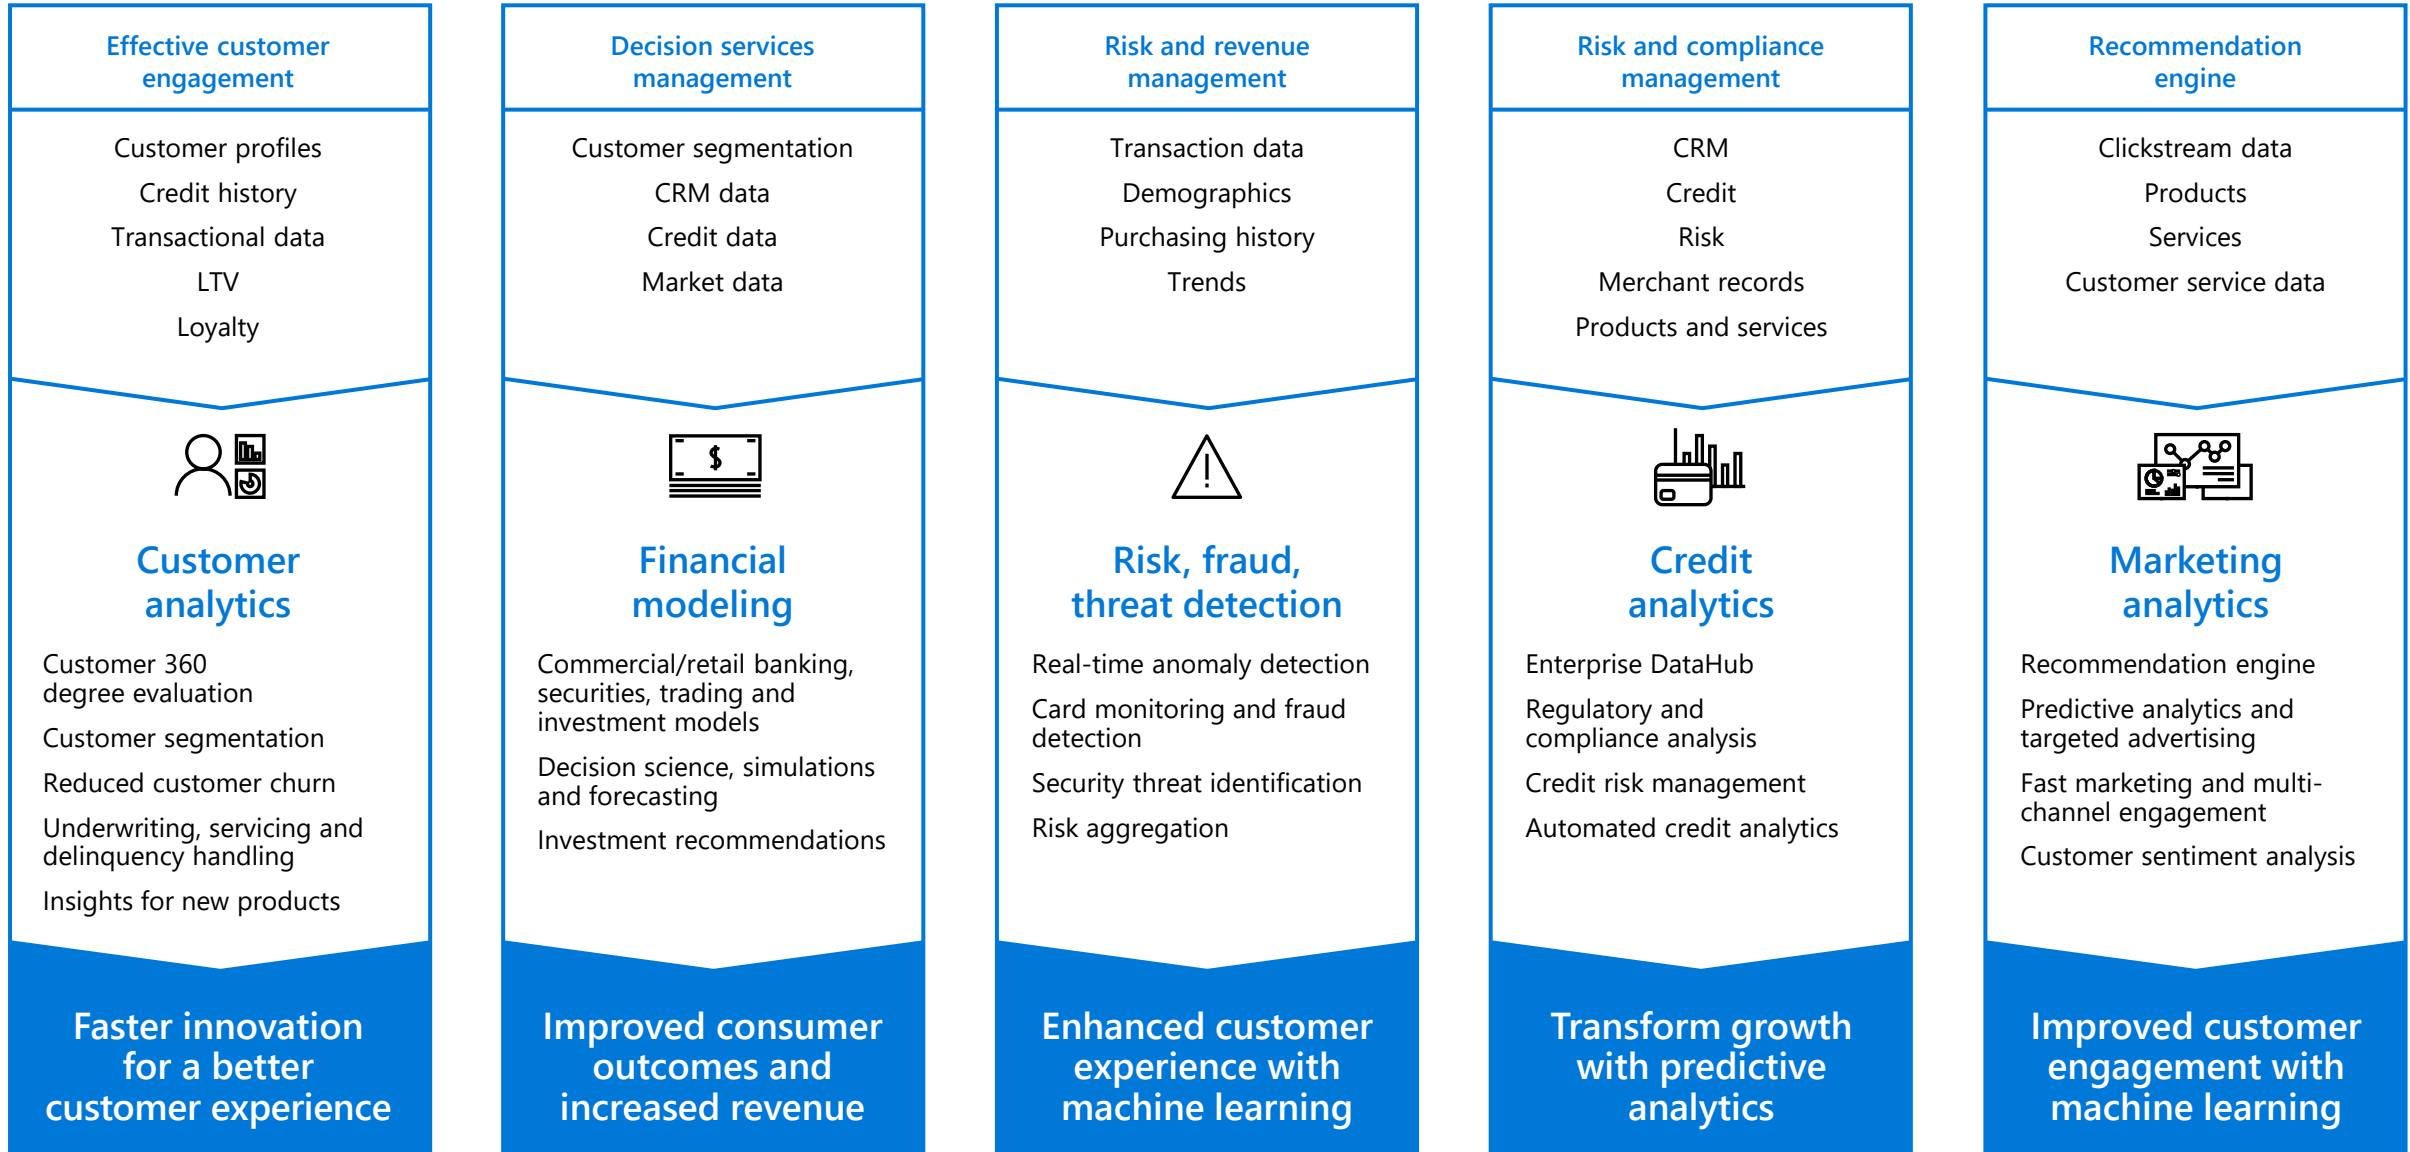 Effective customer
engagement
Customer profiles
Credit history
Transactional data
LTV
Loyalty
Customer
analytics
Customer 360
degree evaluation
Customer segmentation
Reduced customer churn
Underwriting, servicing and
delinquency handling
Insights for new products
Faster innovation
for a better
customer experience
Decision services
management
Customer segmentation
CRM data
Credit data
Market data
$
Financial
modeling
Commercial/retail banking,
securities, trading and
investment models
Decision science, simulations
and forecasting
Investment recommendations
Improved consumer
outcomes and
increased revenue
Risk and revenue
management
Transaction data
Demographics
Purchasing history
Trends
!
Risk, fraud,
threat detection
Real-time anomaly detection
Card monitoring and fraud
detection
Security threat identification
Risk aggregation
Enhanced customer
experience with
machine learning
Risk and compliance
management
CRM
Credit
Risk
Merchant records
Products and services
Credit
analytics
Enterprise DataHub
Regulatory and
compliance analysis
Credit risk management
Automated credit analytics
Transform growth
with predictive
analytics
Recommendation
engine
Clickstream data
Products
Services
Customer service data
Marketing
analytics
Recommendation engine
Predictive analytics and
targeted advertising
Fast marketing and multi-
channel engagement
Customer sentiment analysis
Improved customer
engagement with
machine learning